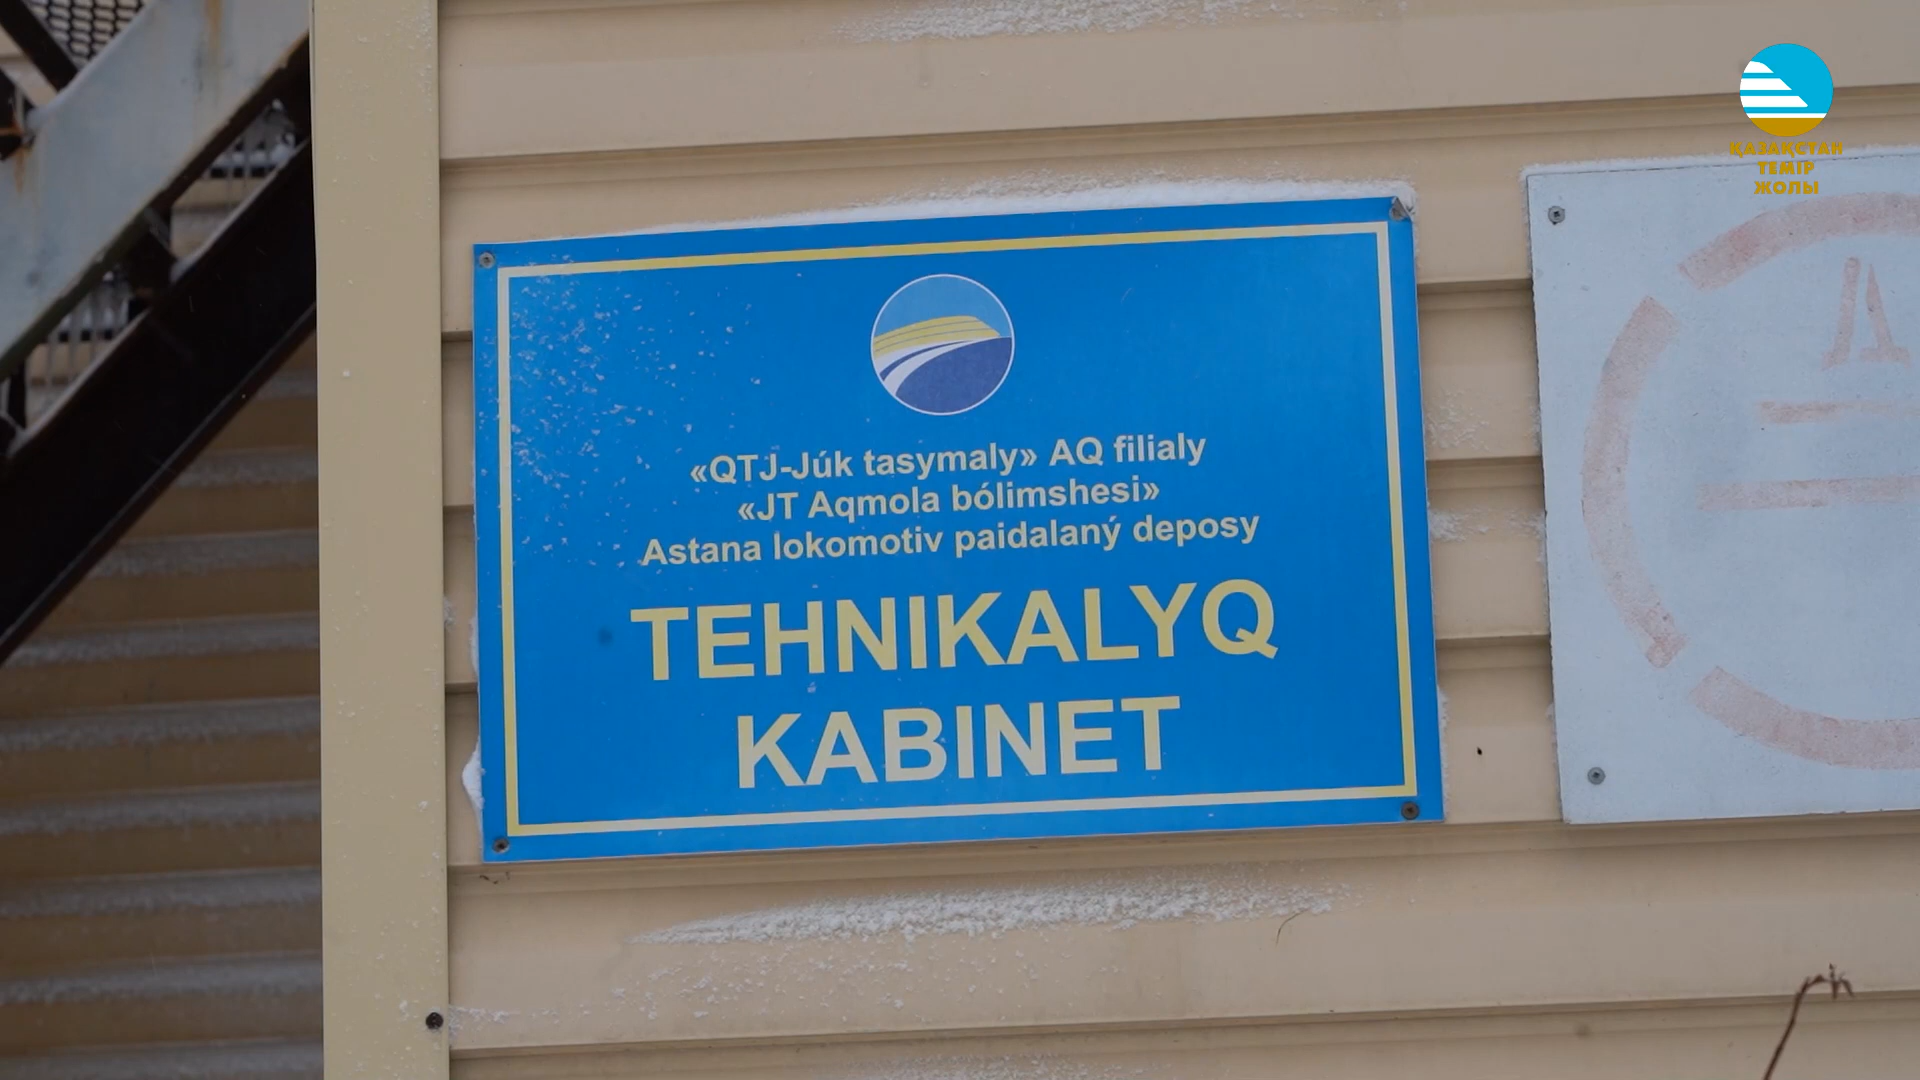 ҚАЗАҚСТАН
ТЕМІР
ЖОЛЫ
«QTJ-Júk tasymaly» AQ filialy
«JT Aqmola bólimshesi»
Astana lokomotiv paidalaný deposy
TEHNIKALYQ
KABINET
Д